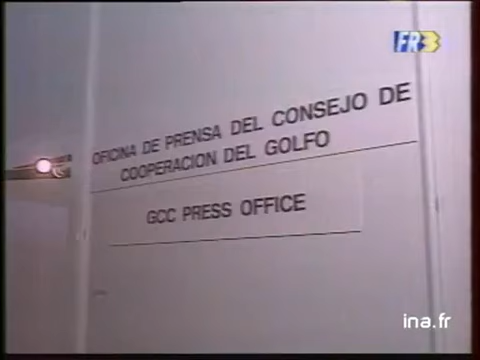 FR3
OFICINA DE PRENSA DEL CONSEJO DE
COOPERACION DEL GOLFO
GCC PRESS OFFICE
ina.fr